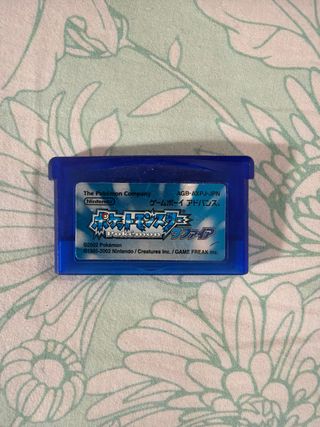 The Pokémon Company AGB-AXPJ-JPN
Nintendo ゲームボーイ アドバンス
ポケットモンスター
サファイア
©2002 Pokémon
©1995-2002 Nintendo / Creatures inc. / GAME FREAK inc.